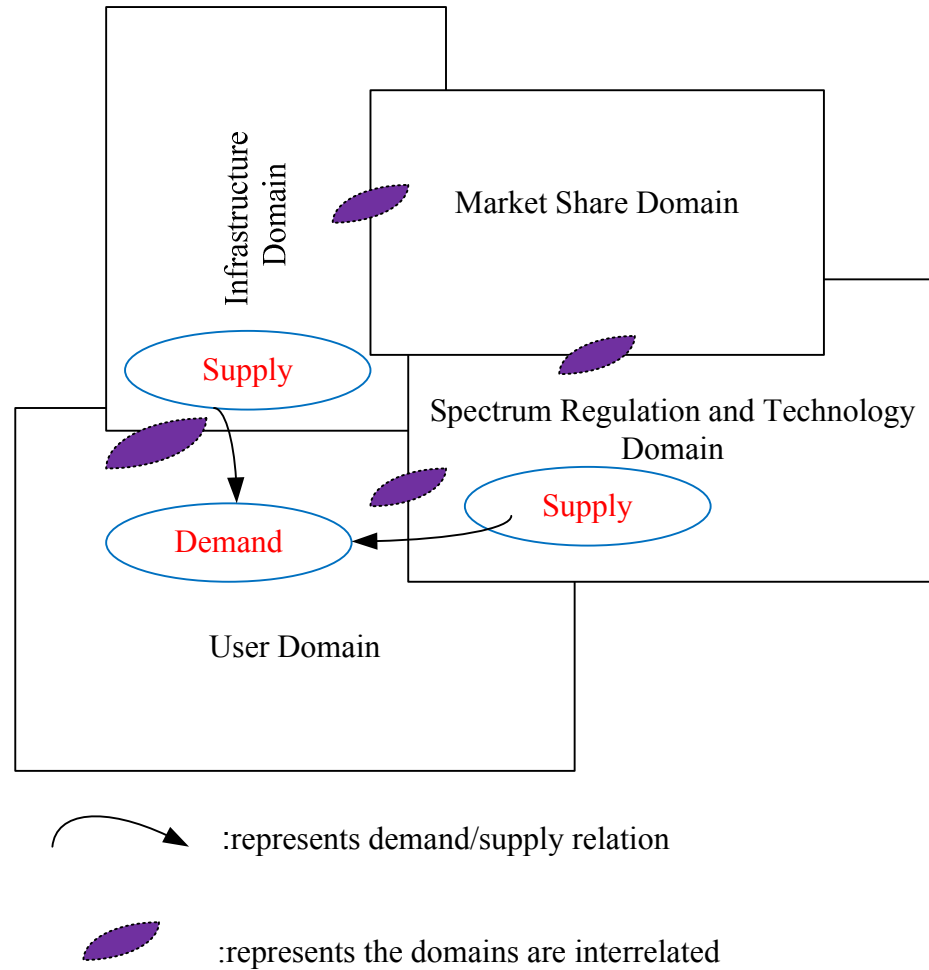 Infrastructure
Domain
Market Share Domain
Supply
Spectrum Regulation and Technology
Domain
Supply
Demand
User Domain
:represents demand/supply relation
:represents the domains are interrelated